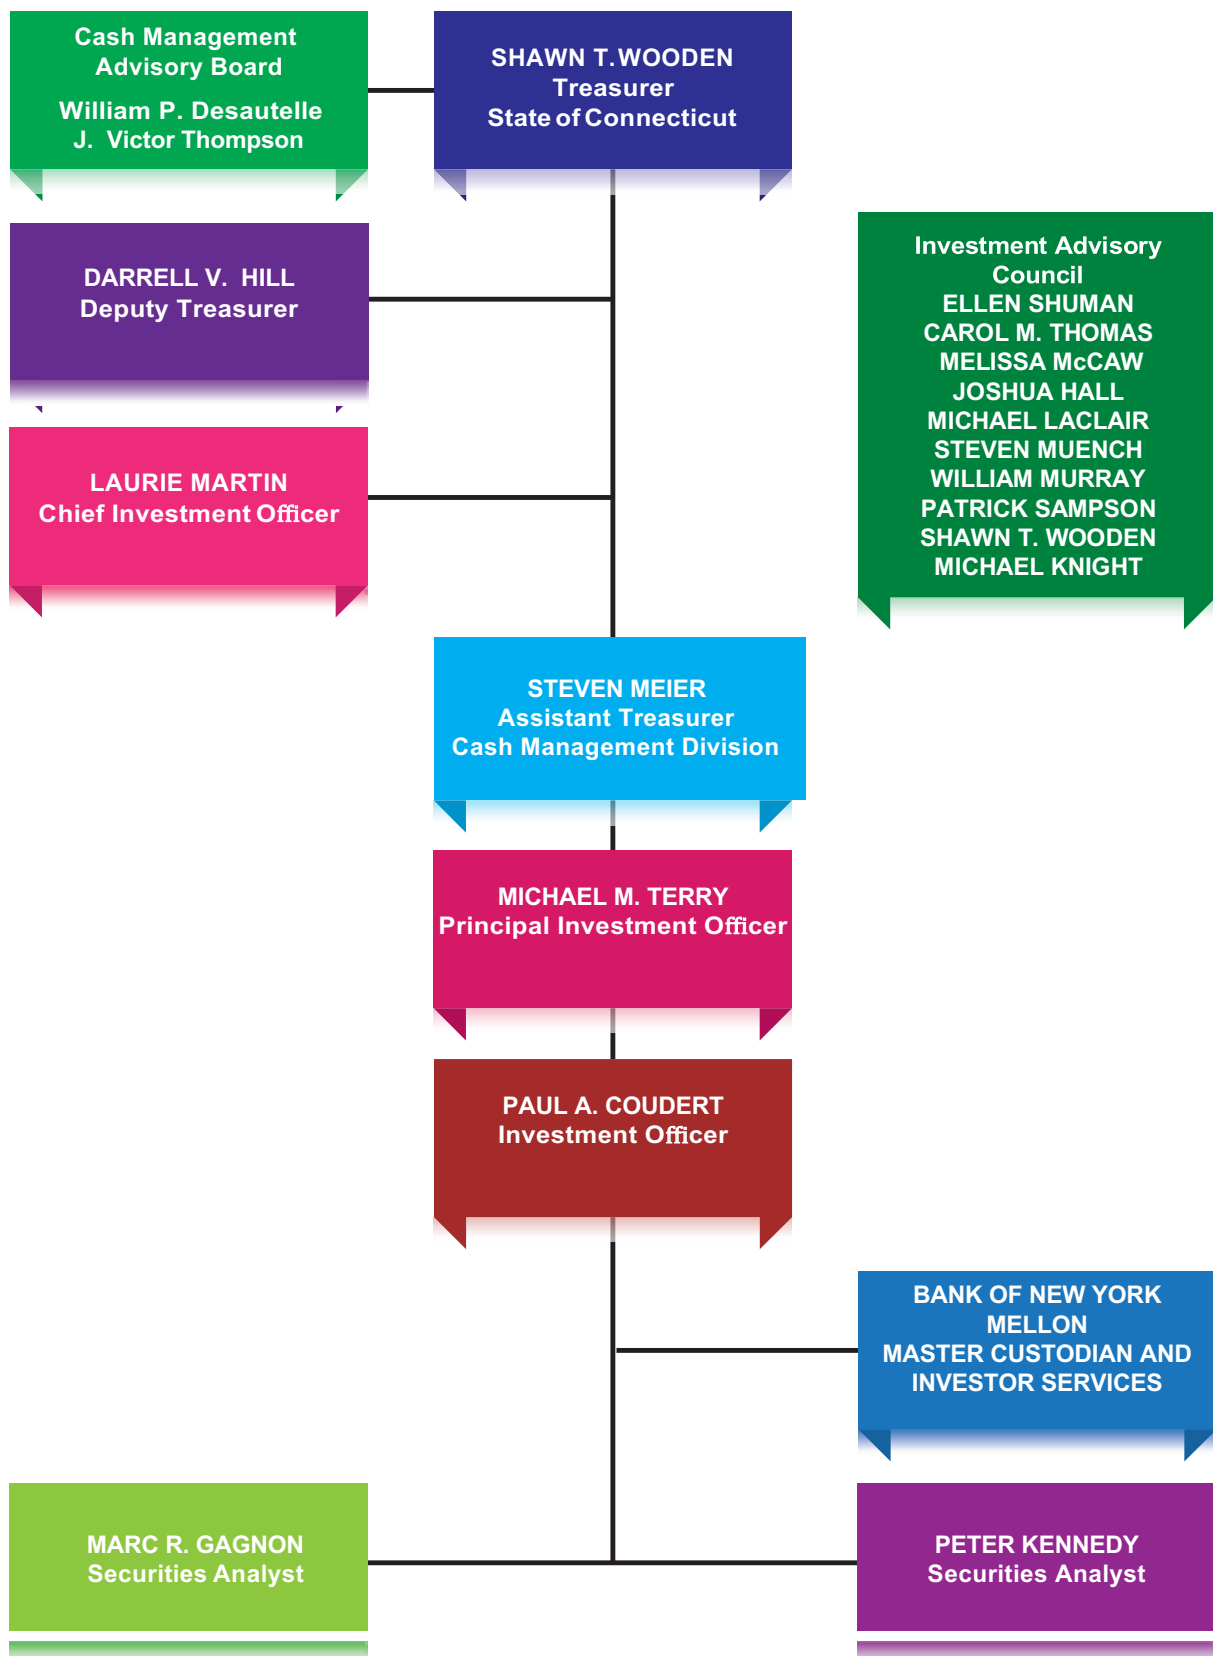 Cash Management
Advisory Board
William P. Desautelle
J. Victor Thompson
SHAWN T. WOODEN
Treasurer
State of Connecticut
DARRELL V. HILL
Deputy Treasurer
Investment Advisory
Council
ELLEN SHUMAN
CAROL M. THOMAS
MELISSA McCAW
JOSHUA HALL
MICHAEL LACLAIR
STEVEN MUENCH
WILLIAM MURRAY
PATRICK SAMPSON
SHAWN T. WOODEN
MICHAEL KNIGHT
LAURIE MARTIN
Chief Investment Officer
STEVEN MEIER
Assistant Treasurer
Cash Management Division
MICHAEL M. TERRY
Principal Investment Officer
PAUL A. COUDERT
Investment Officer
BANK OF NEW YORK
MELLON
MASTER CUSTODIAN AND
INVESTOR SERVICES
MARC R. GAGNON
Securities Analyst
PETER KENNEDY
Securities Analyst